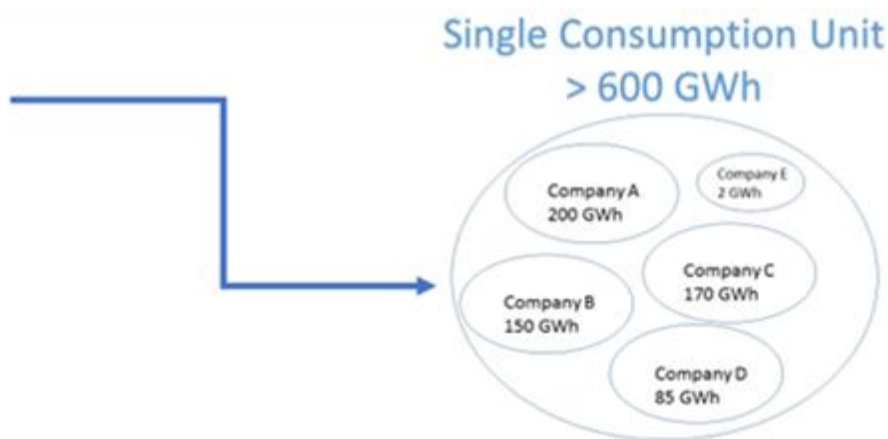 Single Consumption Unit
> 600 GWh
Company A
200 GWh
Company E
2 GWh
Company C
170 GWh
Company B
150 GWh
Company D
85 GWh